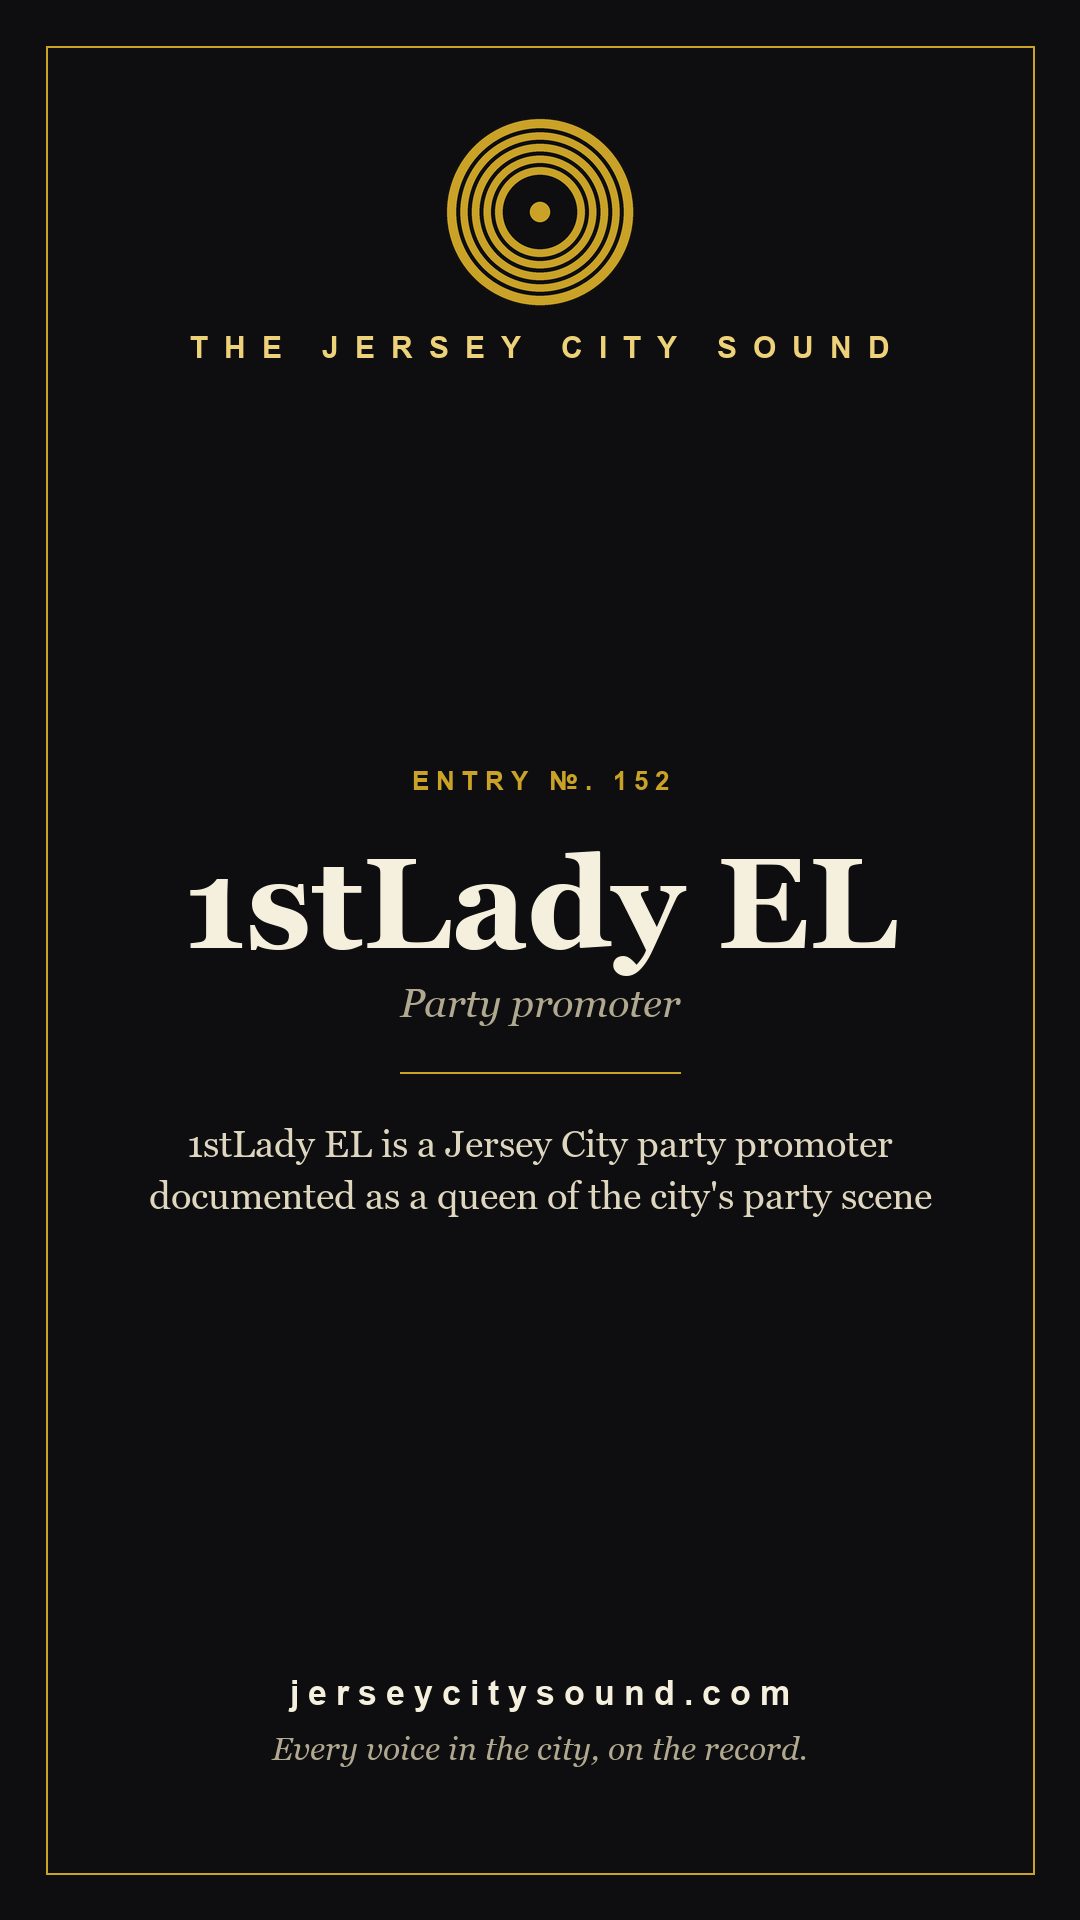 THE JERSEY CITY SOUND
ENTRY №. 152
1stLady EL
Party promoter
1stLady EL is a Jersey City party promoter
documented as a queen of the city's party scene
jerseycitysound.com
Every voice in the city, on the record.